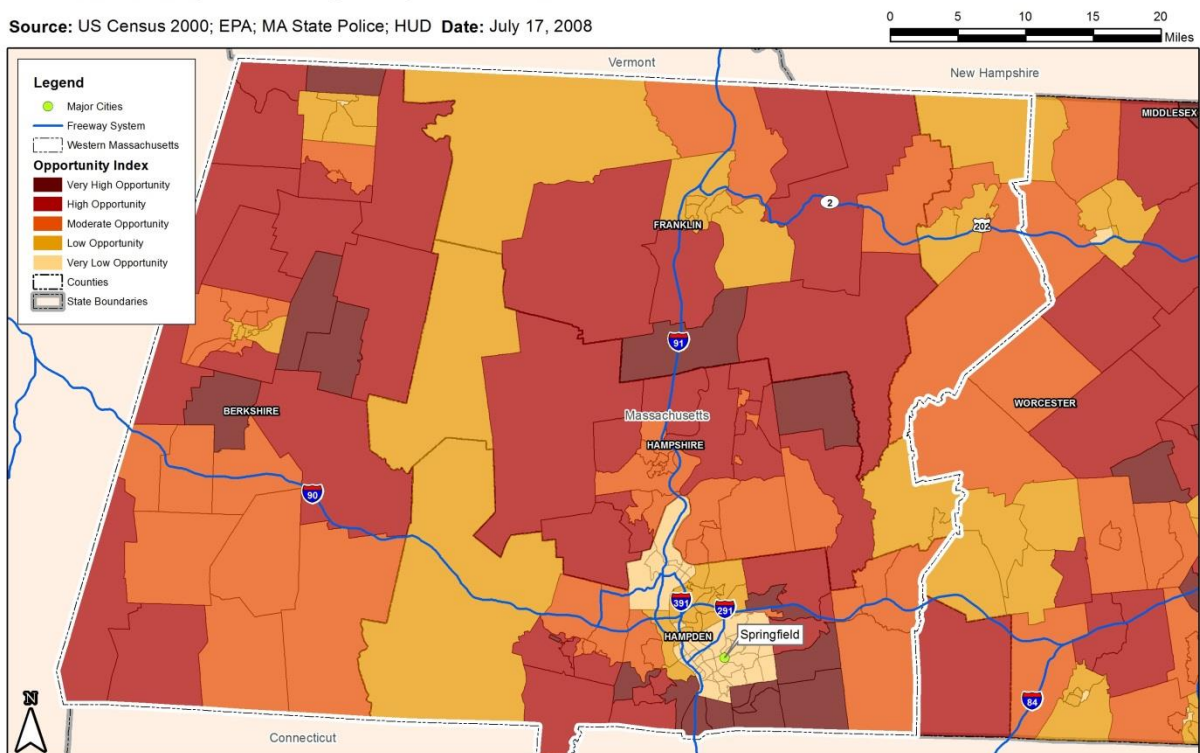 Source: US Census 2000; EPA; MA State Police; HUD Date: July 17, 2008
0 5 10 15 20
Miles
Vermont
New Hampshire
Legend
Major Cities
Freeway System
Western Massachusetts
Opportunity Index
Very High Opportunity
High Opportunity
Moderate Opportunity
Low Opportunity
Very Low Opportunity
Counties
State Boundaries
MIDDLESEX
2
FRANKLIN
202
91
BERKSHIRE
Massachusetts
WORCESTER
HAMPSHIRE
90
391
291
HAMPDEN
Springfield
84
N
Connecticut